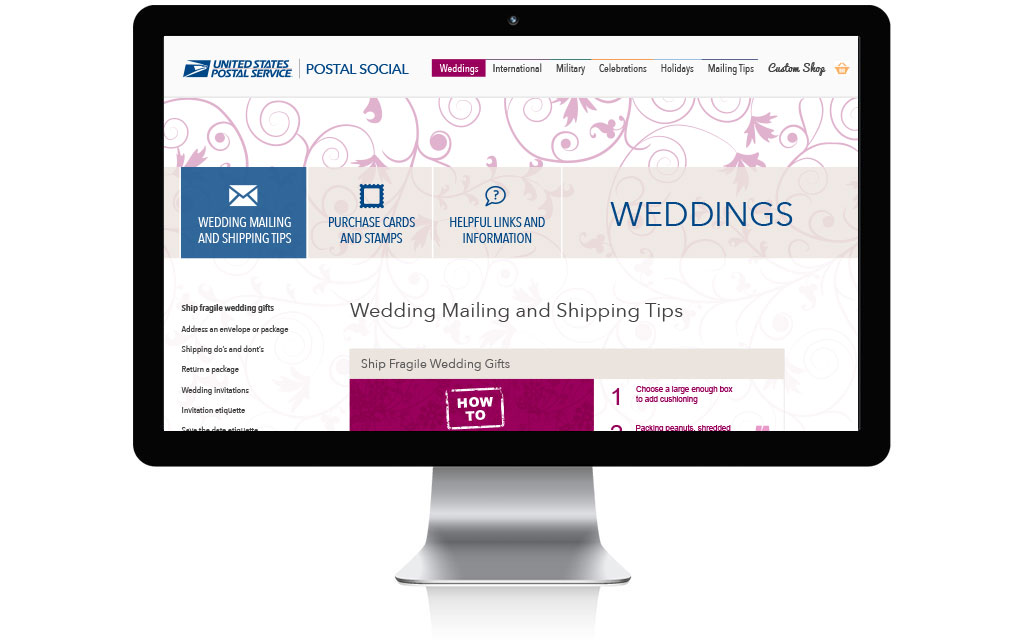 UNITED STATES
POSTAL SERVICE
POSTAL SOCIAL
Weddings International Military Celebrations Holidays Mailing Tips Custom Shop
WEDDING MAILING
AND SHIPPING TIPS
PURCHASE CARDS
AND STAMPS
?
HELPFUL LINKS AND
INFORMATION
WEDDINGS
Ship fragile wedding gifts
Address an envelope or package
Shipping do's and dont's
Return a package
Wedding invitations
Invitation etiquette
Save the date etiquette
Wedding Mailing and Shipping Tips
Ship Fragile Wedding Gifts
HOW
TO
1 Choose a large enough box
to add cushioning
2 Packing peanuts, shredded